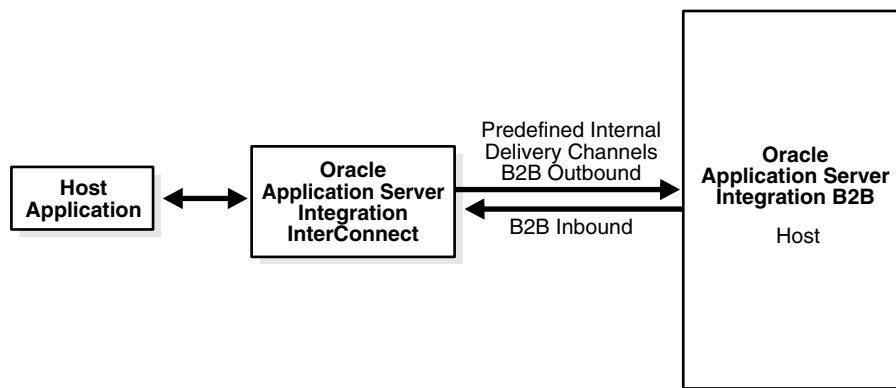 Host
Application
Oracle
Application Server
Integration
InterConnect
Predefined Internal
Delivery Channels
B2B Outbound
B2B Inbound
Oracle
Application Server
Integration B2B
Host